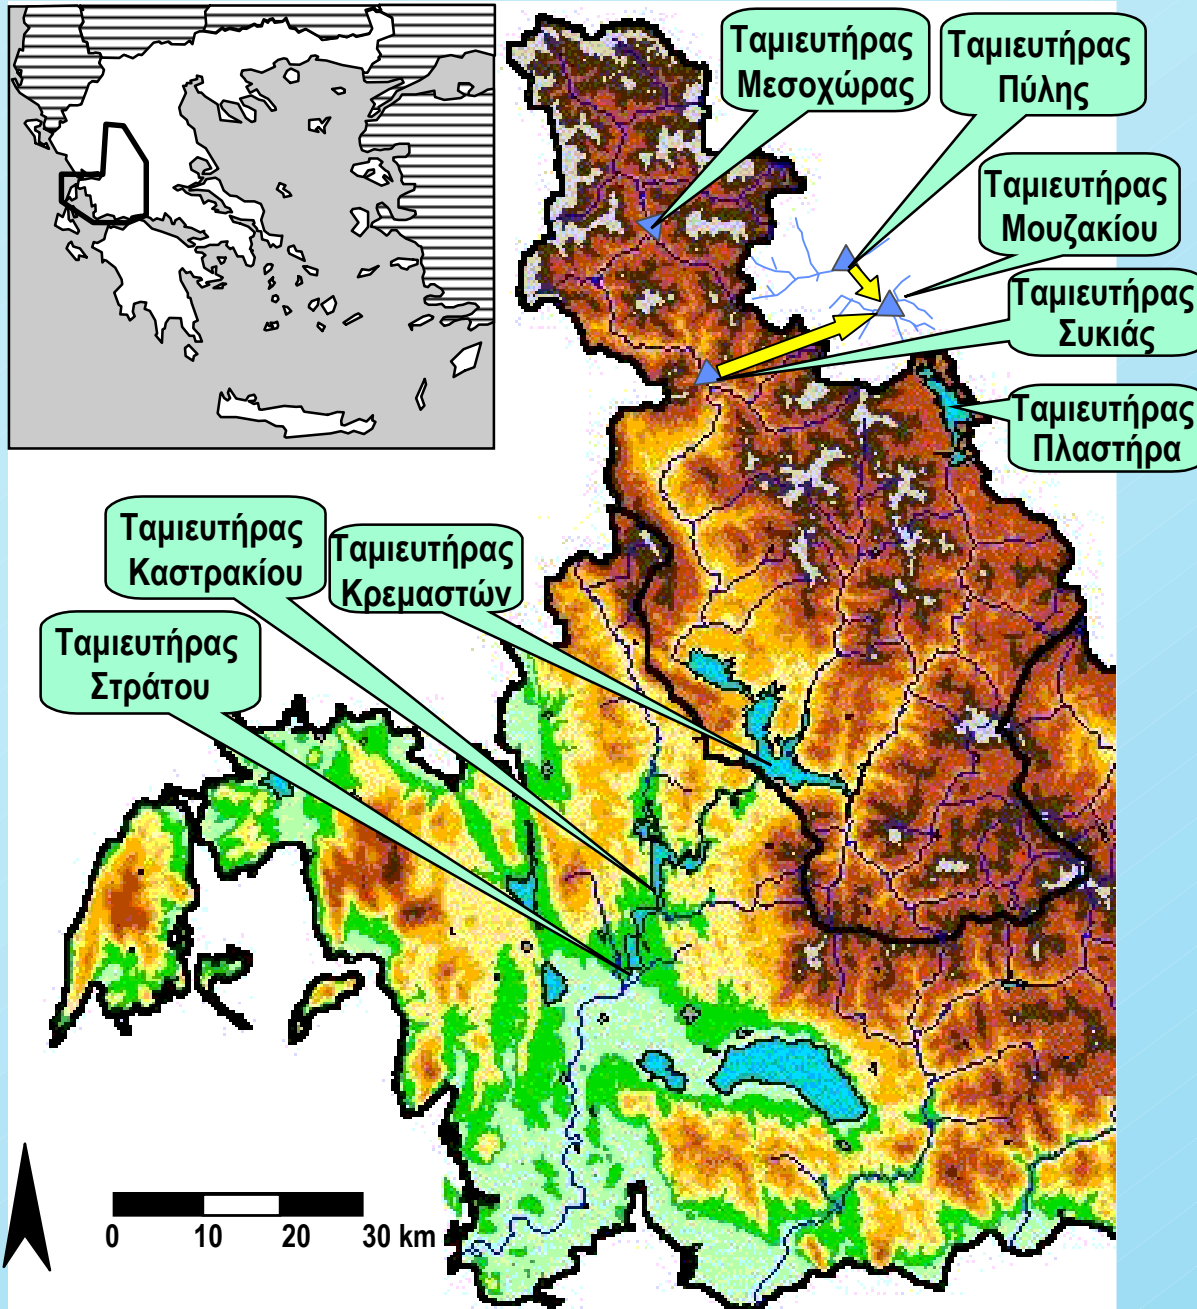 Ταμιευτήρας
Μεσοχώρας
Ταμιευτήρας
Πύλης
Ταμιευτήρας
Μουζακίου
Ταμιευτήρας
Συκιάς
Ταμιευτήρας
Πλαστήρα
Ταμιευτήρας
Καστρακίου
Ταμιευτήρας
Κρεμαστών
Ταμιευτήρας
Στράτου
0 10 20 30 km